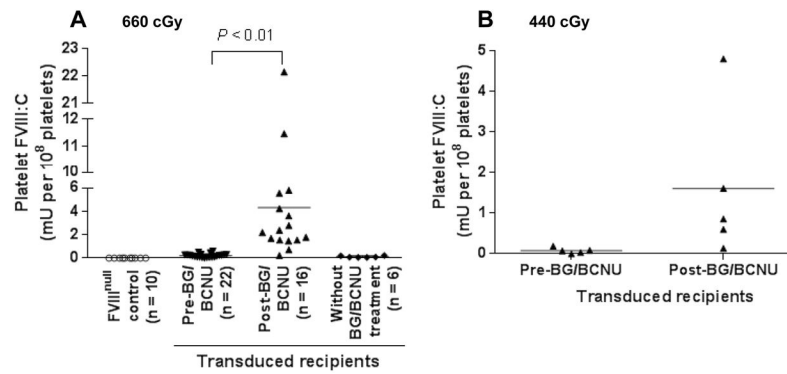 A 660 cGy
P < 0.01
Platelet FVIII:C
(mU per 10⁸ platelets)
23
22
21
12
11
10
6
4
2
0
FVIIIⁿᵘˡˡ
control
(n = 10)
Pre-BG/
BCNU
(n = 22)
Post-BG/
BCNU
(n = 16)
Without
BG/BCNU
treatment
(n = 6)
Transduced recipients
B 440 cGy
Platelet FVIII:C
(mU per 10⁸ platelets)
5
4
3
2
1
0
Pre-BG/BCNU
Post-BG/BCNU
Transduced recipients